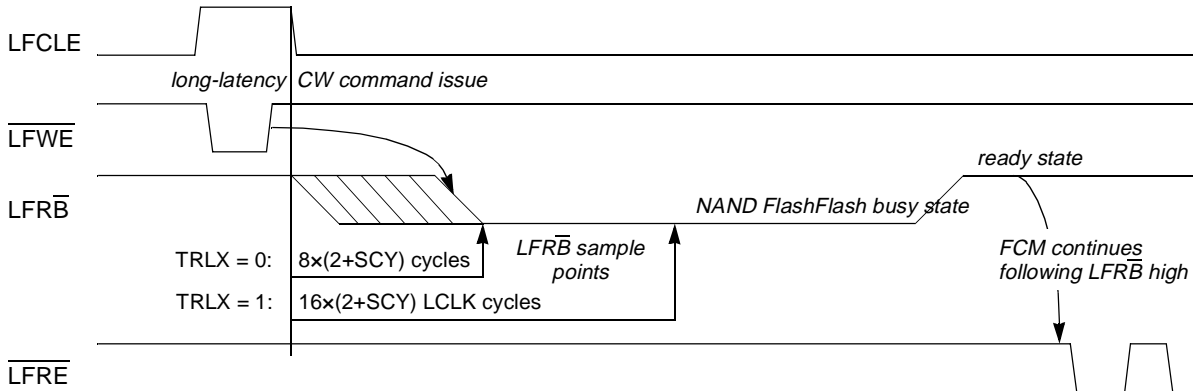 LFCLE
long-latency CW command issue
LFWE
ready state
LFRB
NAND FlashFlash busy state
TRLX = 0: 8×(2+SCY) cycles
LFRB sample
points
FCM continues
following LFRB high
TRLX = 1: 16×(2+SCY) LCLK cycles
LFRE